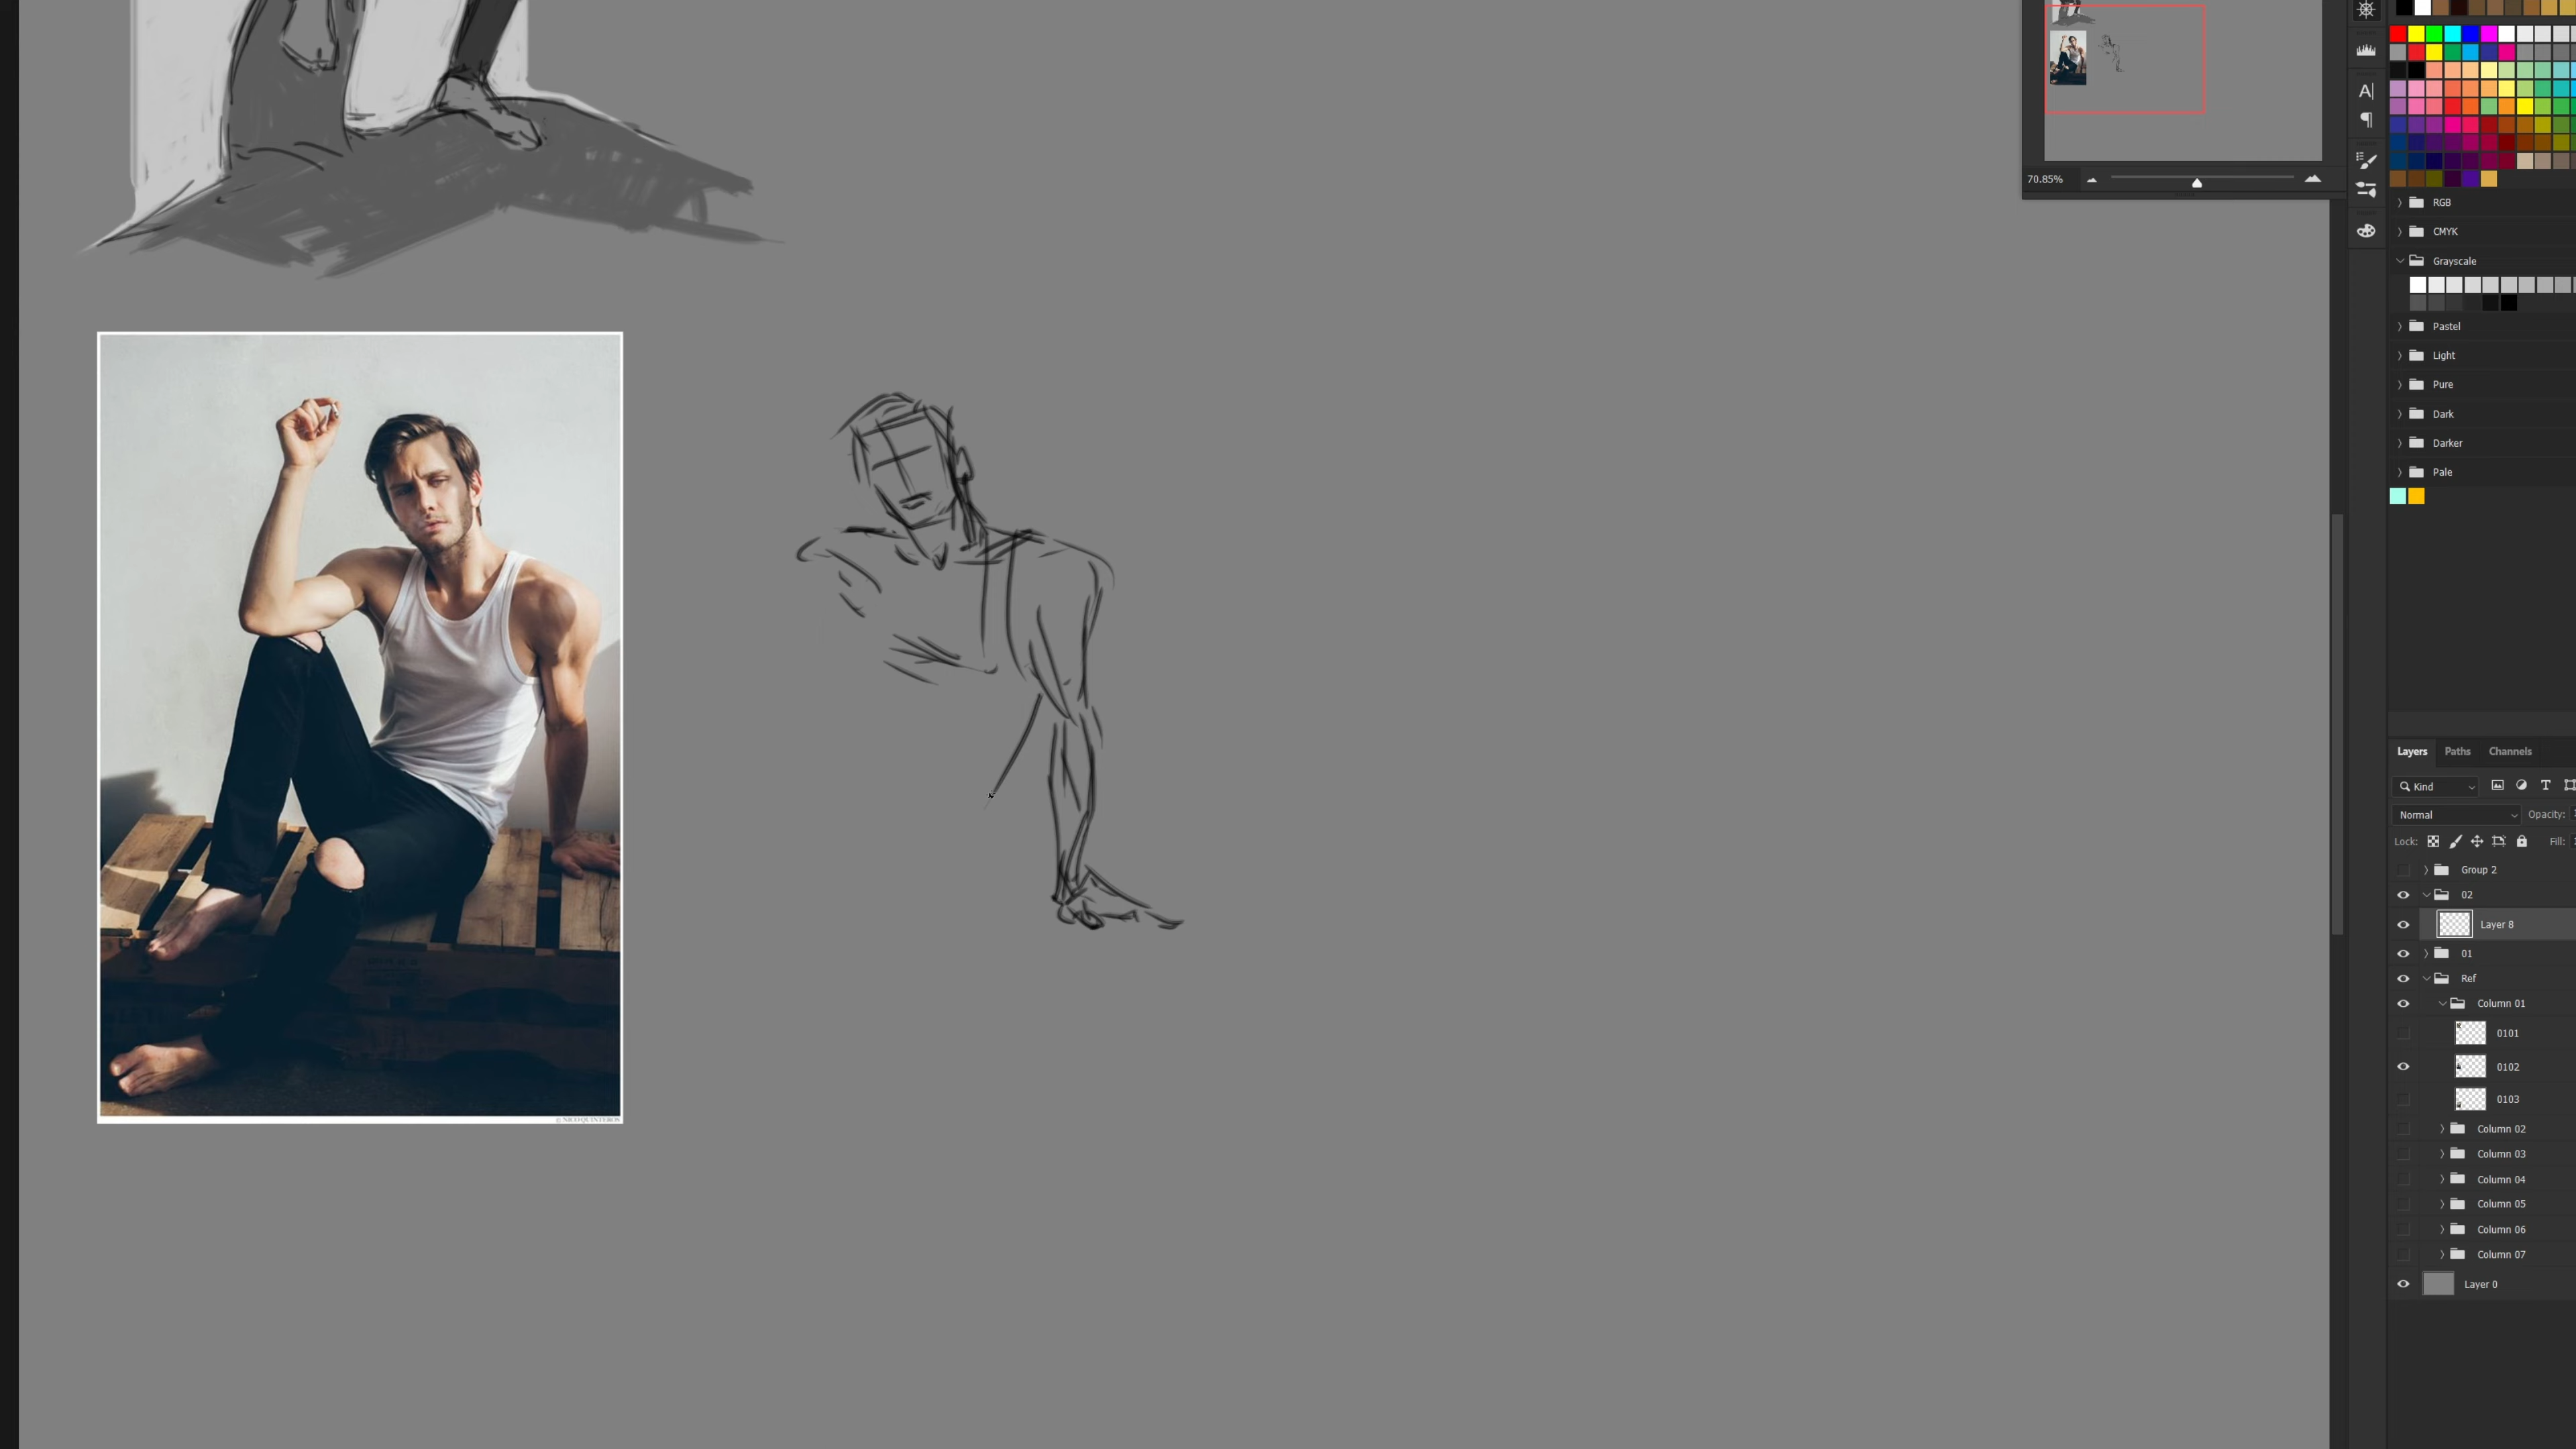 70.85%
RGB
CMYK
Grayscale
Pastel
Light
Pure
Dark
Darker
Pale
Layers Paths Channels
Kind
Normal Opacity:
Lock: Fill:
Group 2
02
Layer 8
01
Ref
Column 01
0101
0102
0103
Column 02
Column 03
Column 04
Column 05
Column 06
Column 07
Layer 0
© NICO QUINTEROS